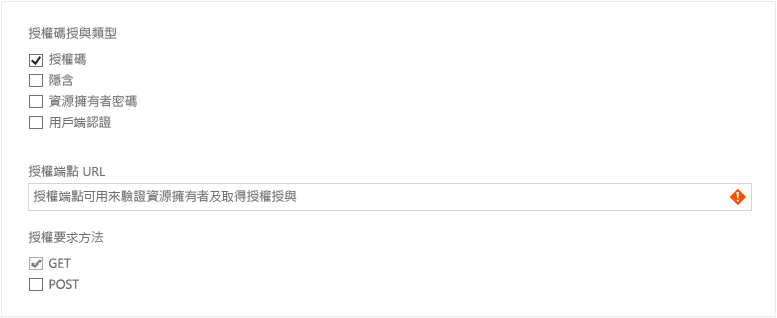 授權碼授與類型
授權碼
隱含
資源擁有者密碼
用戶端認證
授權端點 URL
授權端點可用來驗證資源擁有者及取得授權授與
授權要求方法
GET
POST